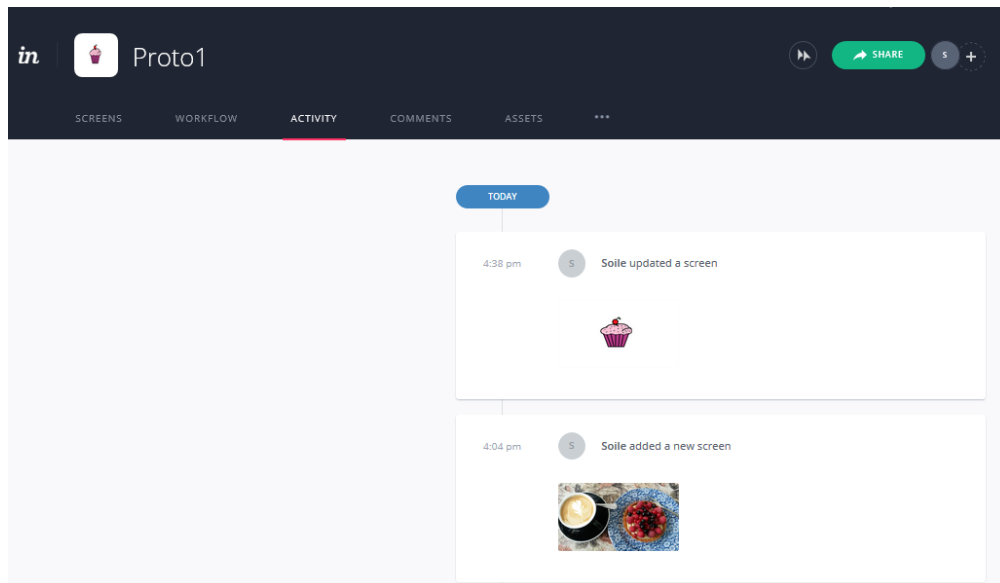 in Proto1 SHARE S +
SCREENS WORKFLOW ACTIVITY COMMENTS ASSETS •••
TODAY
4:38 pm S Soile updated a screen
4:04 pm S Soile added a new screen